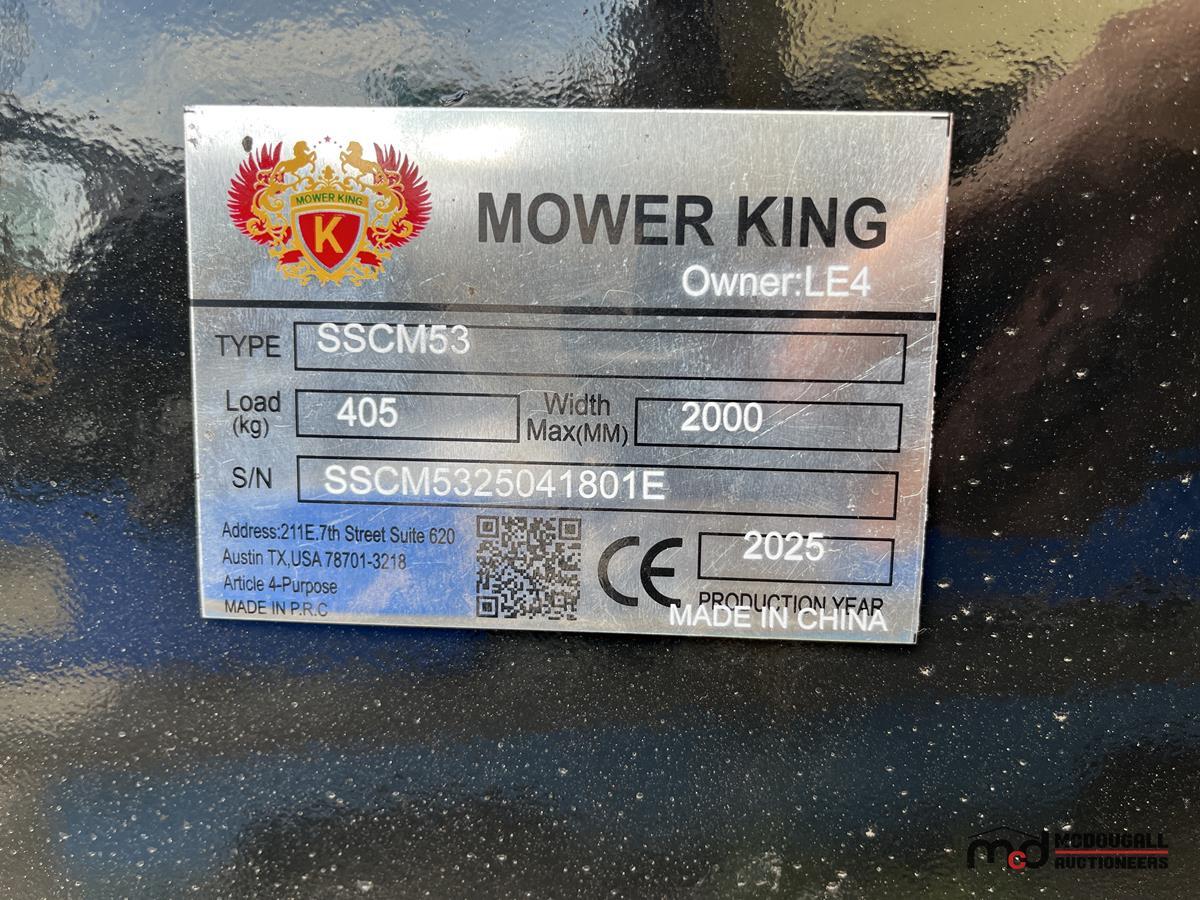 MOWER KING
K
MOWER KING
Owner:LE4
TYPE SSCM53
Load (kg) 405 Width Max(MM) 2000
S/N SSCM5325041801E
Address:211E.7th Street Suite 620
Austin TX,USA 78701-3218
Article 4-Purpose
MADE IN P.R.C
CE
2025
PRODUCTION YEAR
MADE IN CHINA
mcd MCDOUGALL
AUCTIONEERS